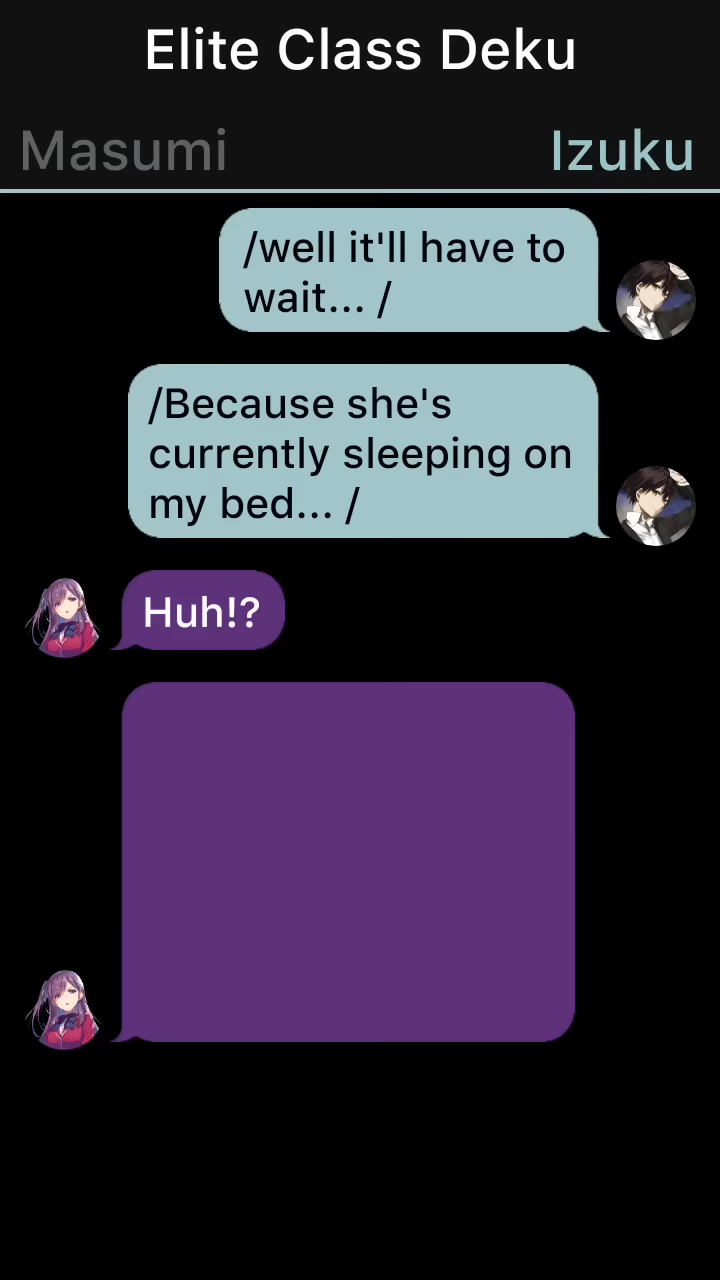 Elite Class Deku
Masumi
Izuku
/well it'll have to
wait... /
/Because she's
currently sleeping on
my bed... /
Huh!?